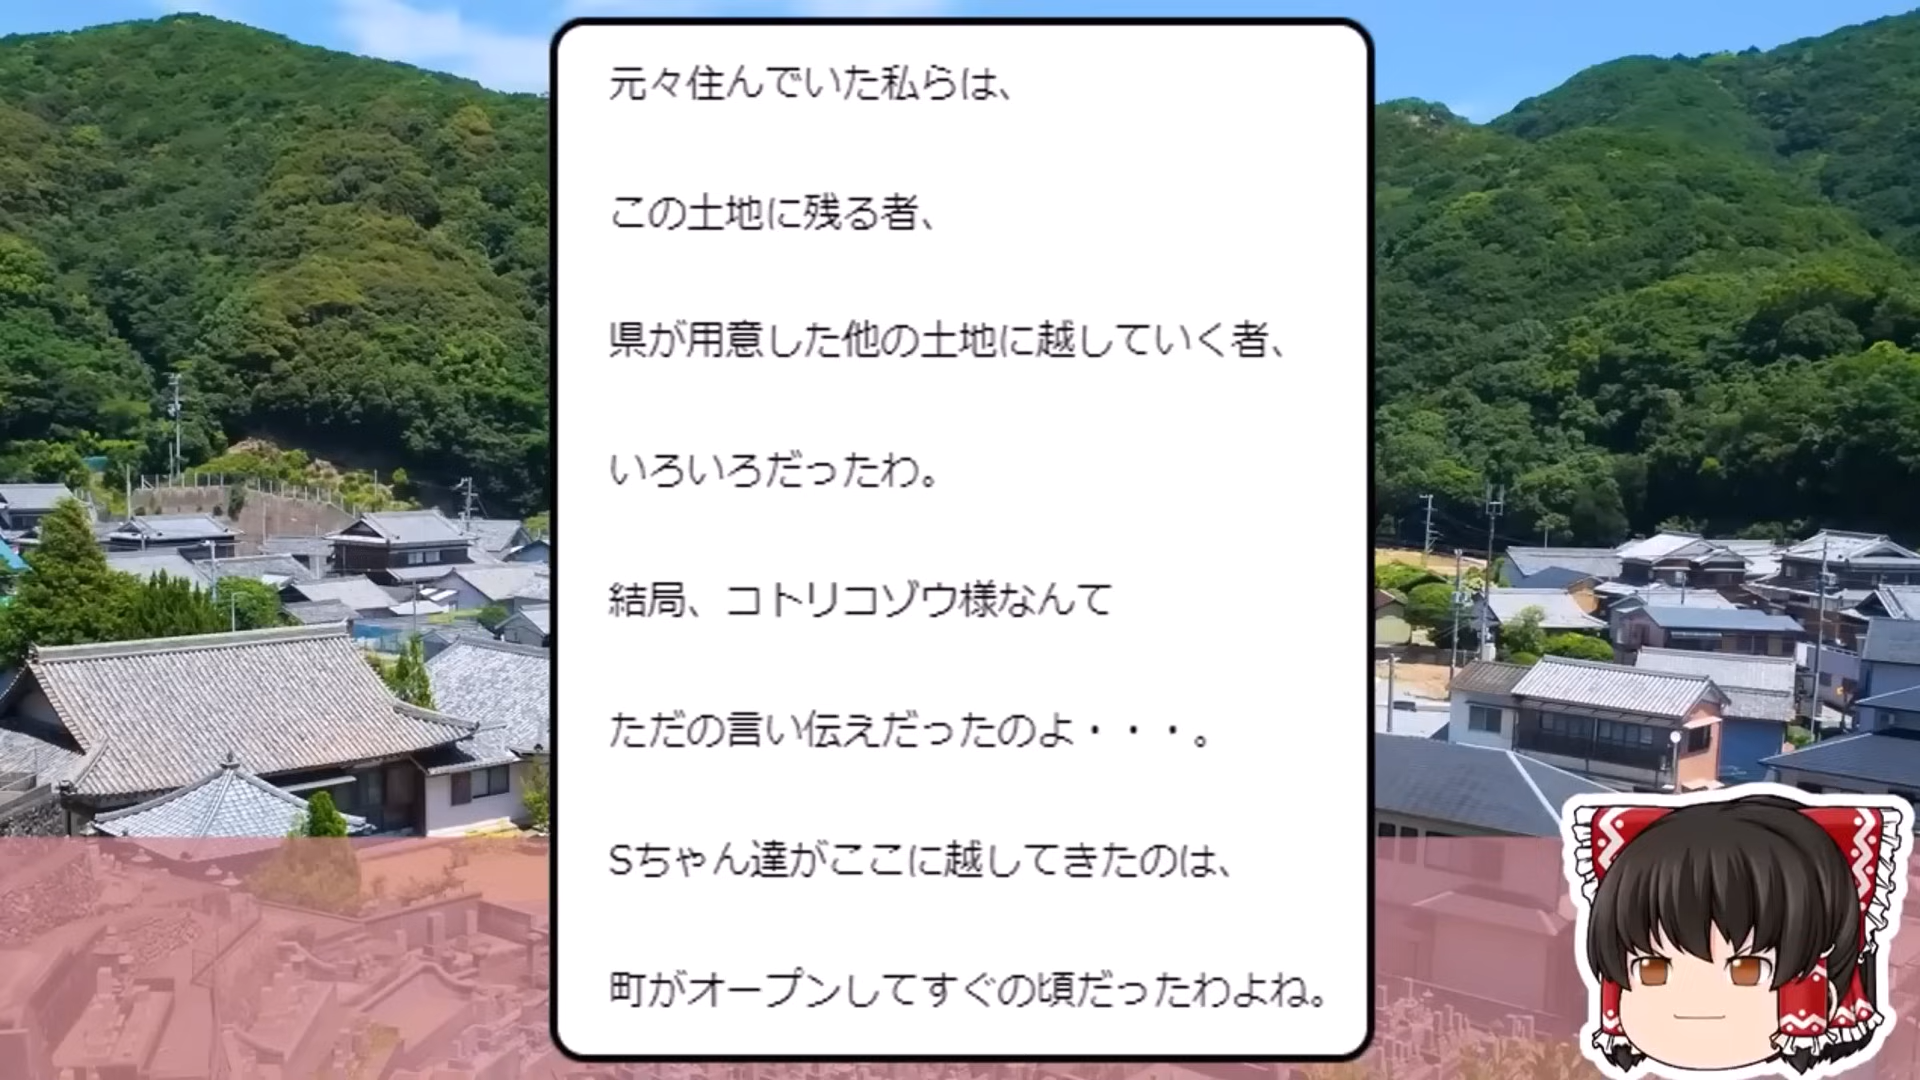 元々住んでいた私らは、
この土地に残る者、
県が用意した他の土地に越していく者、
いろいろだったわ。
結局、コトリコゾウ様なんて
ただの言い伝えだったのよ・・・。
Sちゃん達がここに越してきたのは、
町がオープンしてすぐの頃だったわよね。